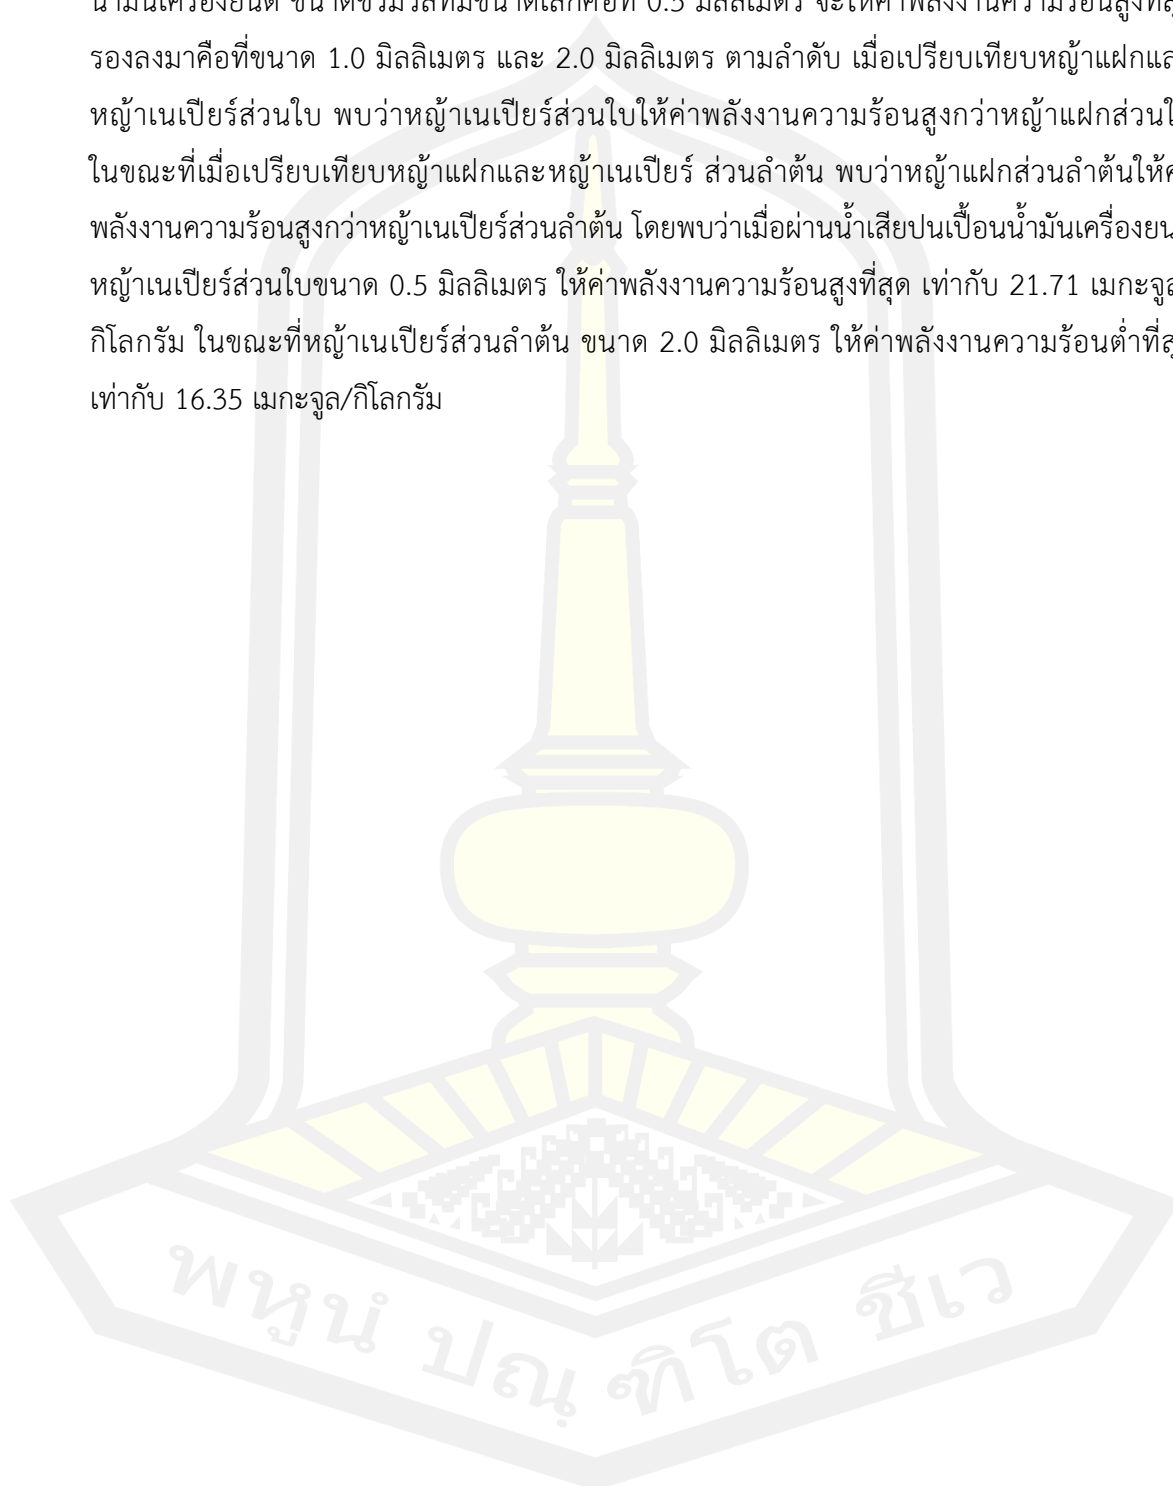 น้ำมันเครื่องยนต์ ขนาดชีวมวลที่มีขนาดเล็กคือที่ 0.5 มิลลิเมตร จะให้ค่าพลังงานความร้อนสูงที่
รองลงมาคือที่ขนาด 1.0 มิลลิเมตร และ 2.0 มิลลิเมตร ตามลำดับ เมื่อเปรียบเทียบหญ้าแฝก
หญ้าเนเปียร์ส่วนใบ พบว่าหญ้าเนเปียร์ส่วนใบให้ค่าพลังงานความร้อนสูงกว่าหญ้าแฝกส่วน
ในขณะที่เมื่อเปรียบเทียบหญ้าแฝกและหญ้าเนเปียร์ ส่วนลำต้น พบว่าหญ้าแฝกส่วนลำต้นให้
พลังงานความร้อนสูงกว่าหญ้าเนเปียร์ส่วนลำต้น โดยพบว่าเมื่อผ่านน้ำเสียปนเปื้อนน้ำมันเครื่องยน
หญ้าเนเปียร์ส่วนใบขนาด 0.5 มิลลิเมตร ให้ค่าพลังงานความร้อนสูงที่สุด เท่ากับ 21.71 เมกะจูล
กิโลกรัม ในขณะที่หญ้าเนเปียร์ส่วนลำต้น ขนาด 2.0 มิลลิเมตร ให้ค่าพลังงานความร้อนต่ำที่
เท่ากับ 16.35 เมกะจูล/กิโลกรัม
พหูนํ ปณฺฑิโต ชีเว